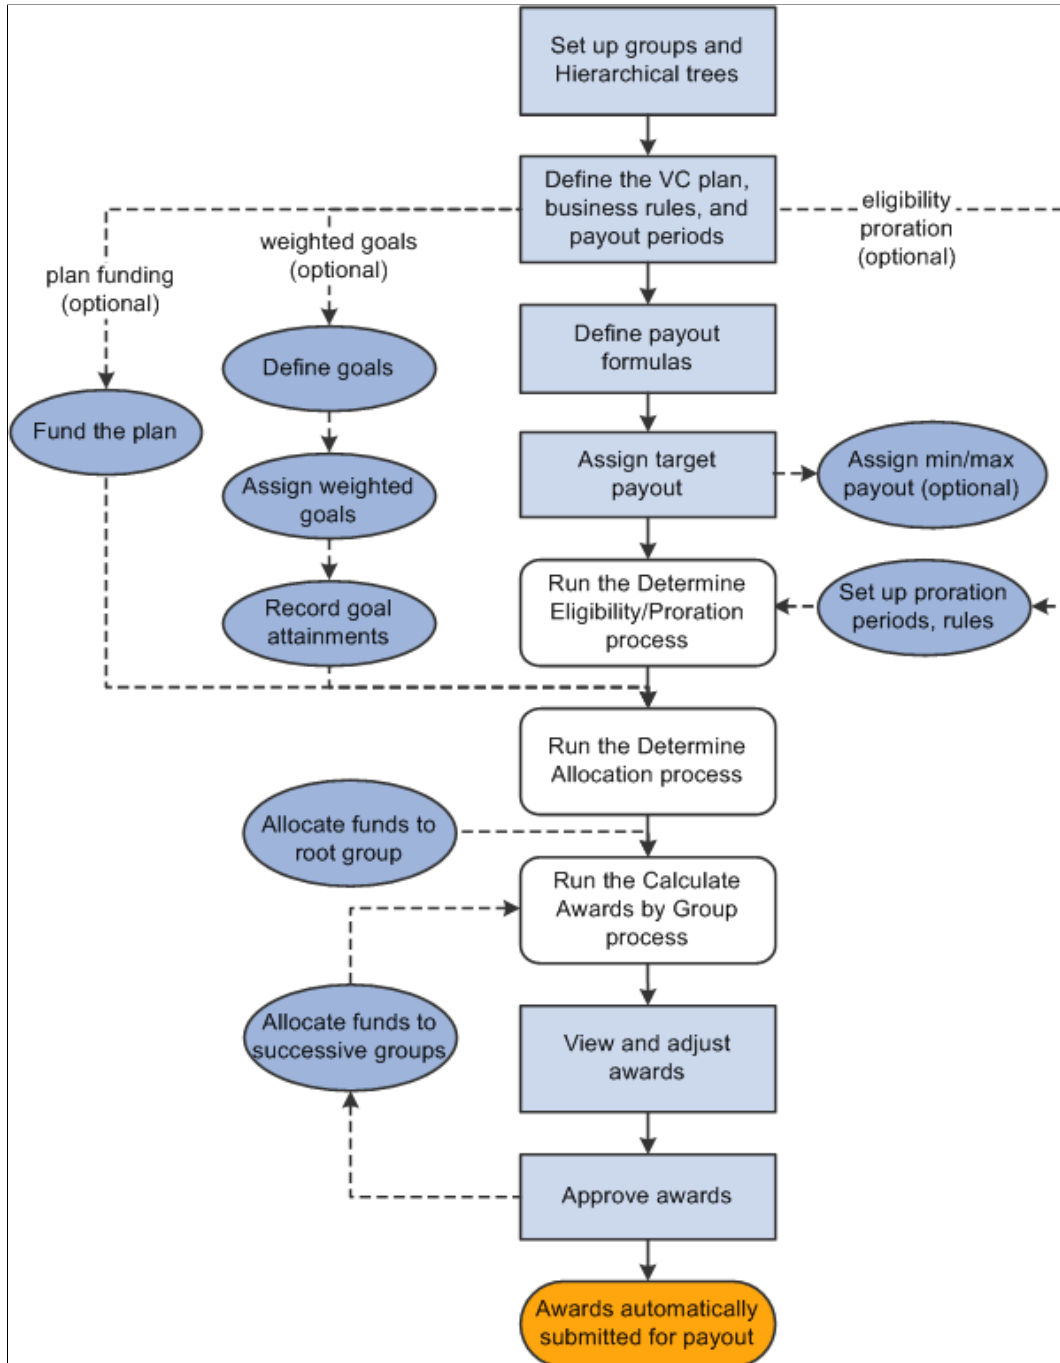 Set up groups and
Hierarchical trees
Define the VC plan,
business rules, and
payout periods
eligibility
proration
(optional)
weighted goals
(optional)
plan funding
(optional)
Define payout
formulas
Define goals
Fund the plan
Assign target
payout
Assign min/max
payout (optional)
Assign weighted
goals
Run the Determine
Eligibility/Proration
process
Set up proration
periods, rules
Record goal
attainments
Run the Determine
Allocation process
Allocate funds to
root group
Run the Calculate
Awards by Group
process
Allocate funds to
successive groups
View and adjust
awards
Approve awards
Awards automatically
submitted for payout